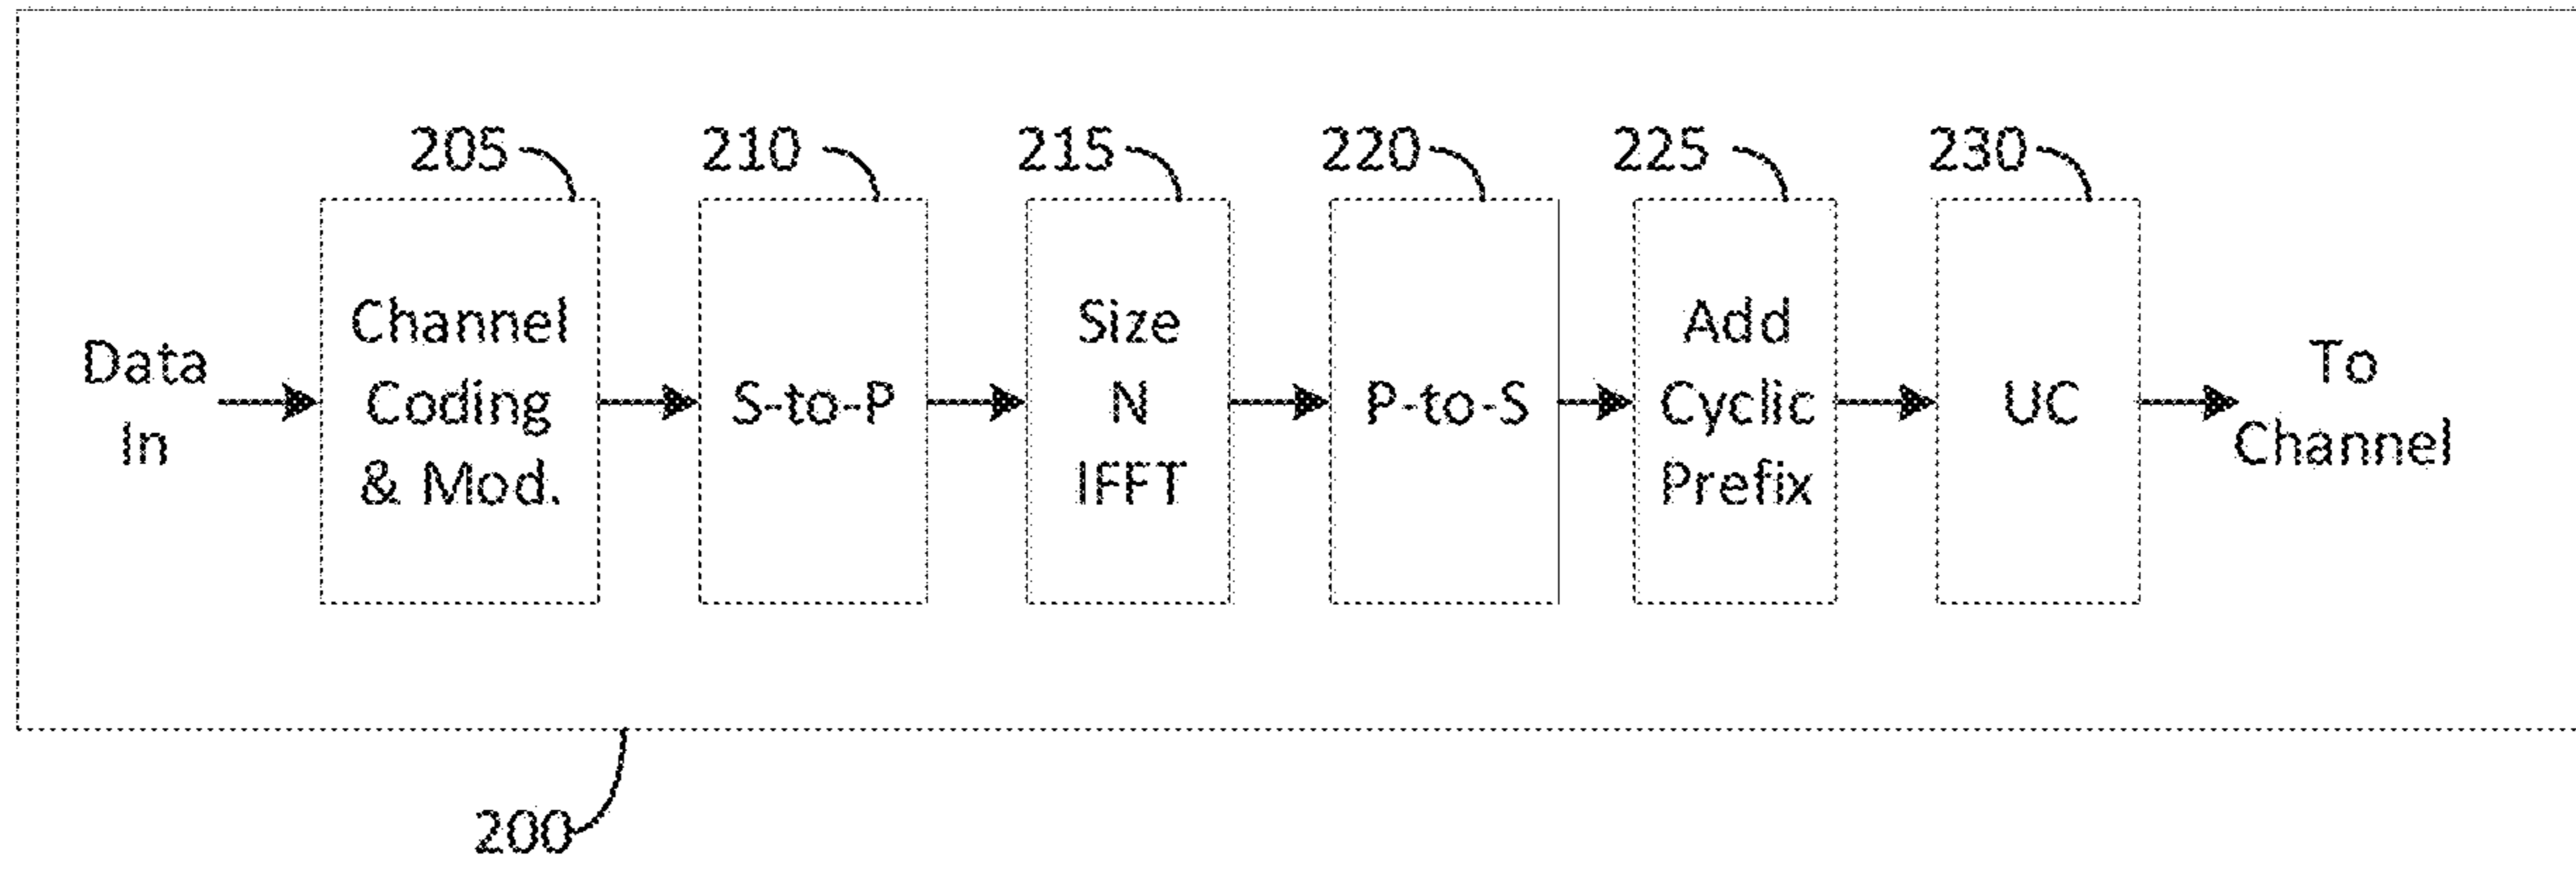 205
210
215
220
225
230
Data
In
Channel
Coding
& Mod.
S-to-P
Size
N
IFFT
P-to-S
Add
Cyclic
Prefix
UC
To
Channel
200